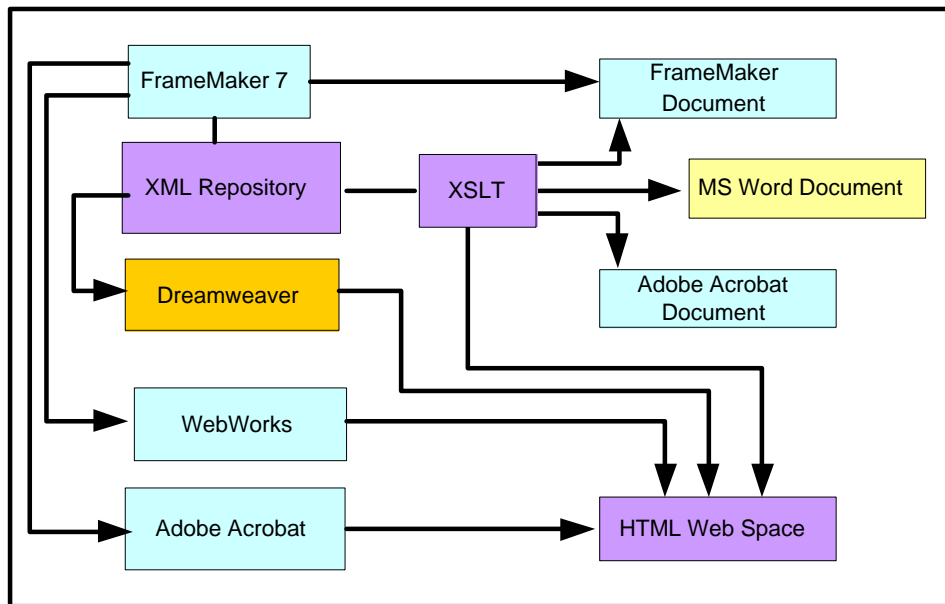 FrameMaker 7
FrameMaker
Document
XML Repository
XSLT
MS Word Document
Dreamweaver
Adobe Acrobat
Document
WebWorks
Adobe Acrobat
HTML Web Space